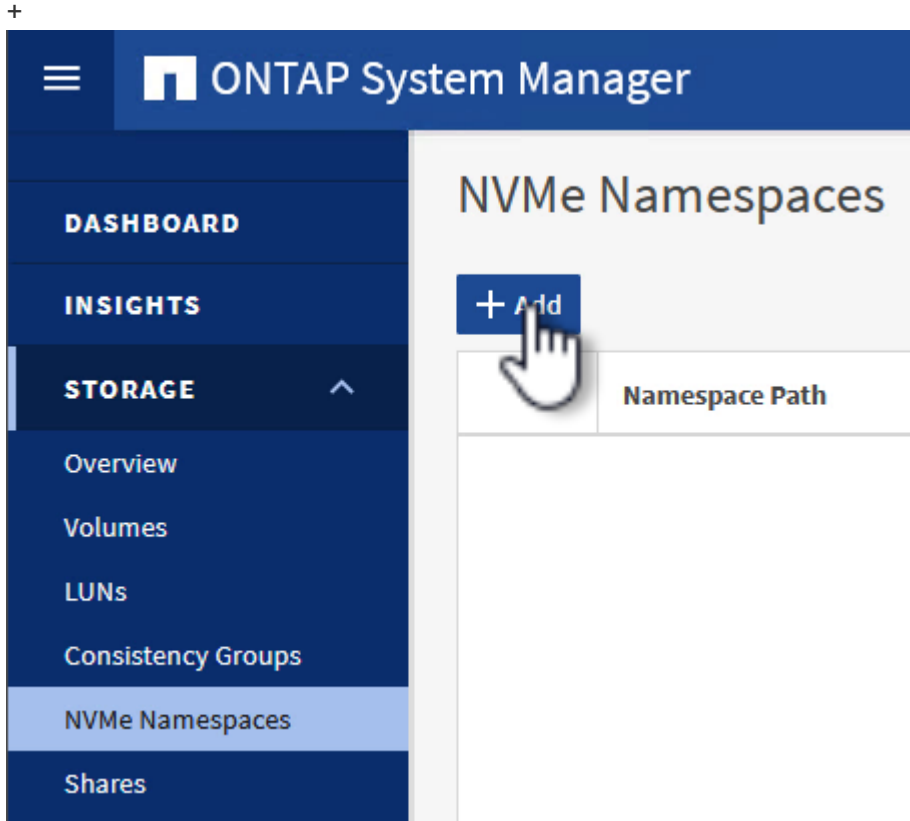 +
ONTAP System Manager
DASHBOARD
INSIGHTS
STORAGE
Overview
Volumes
LUNs
Consistency Groups
NVMe Namespaces
Shares
NVMe Namespaces
+ Add
Namespace Path